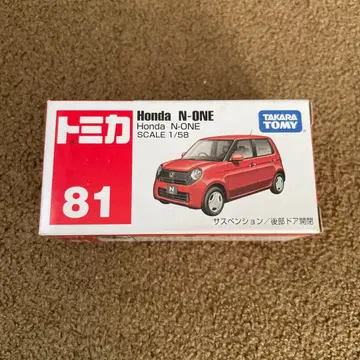 トミカ
81
Honda N-ONE
Honda N-ONE
SCALE 1/58
TAKARA
TOMY
N
サスペンション/後部ドア開閉